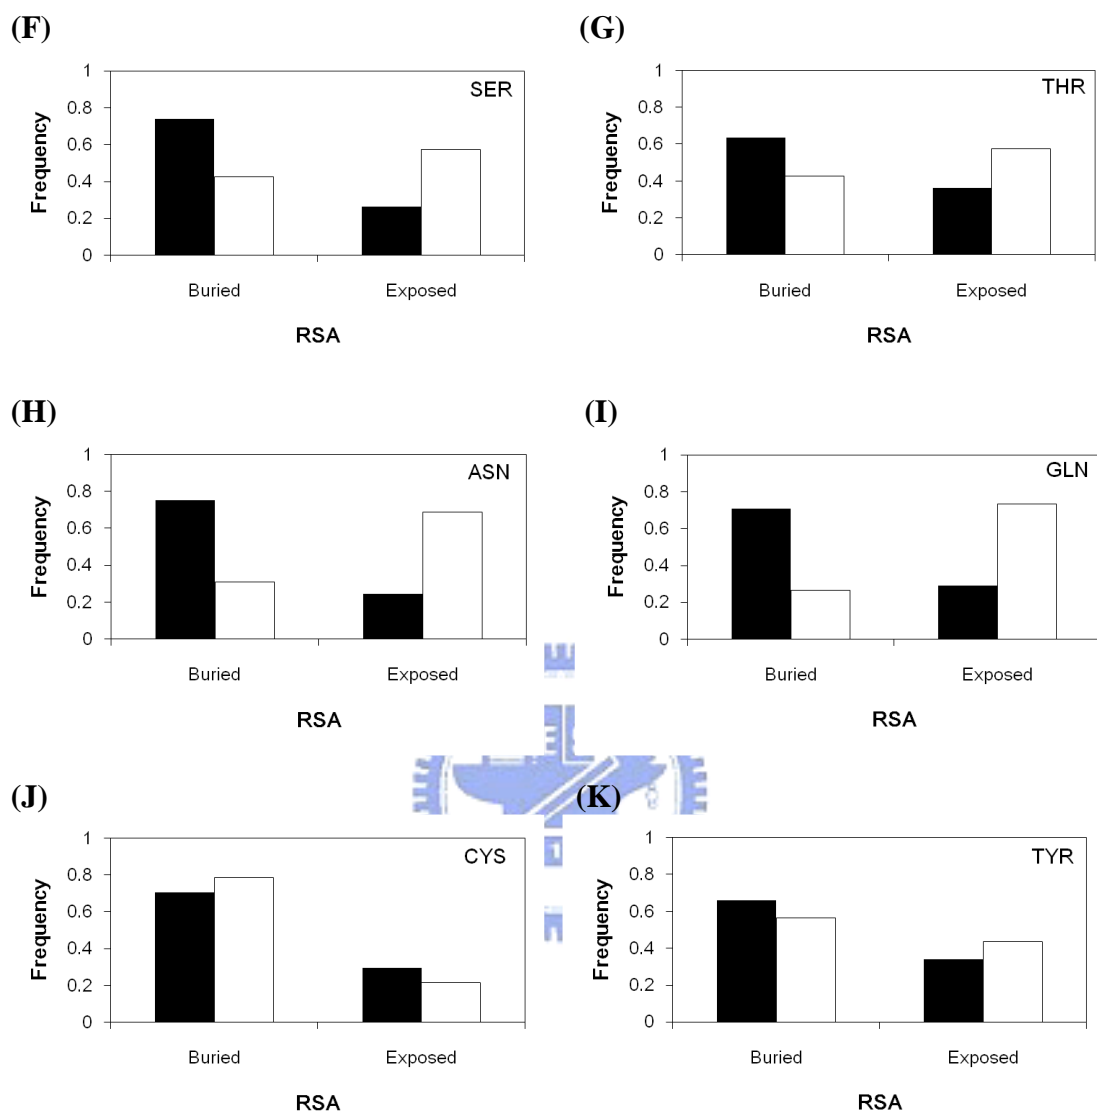 (F)
(G)
1
0.8
0.6
0.4
0.2
0
Frequency
SER
Buried
Exposed
RSA
1
0.8
0.6
0.4
0.2
0
Frequency
THR
Buried
Exposed
RSA
(H)
(I)
1
0.8
0.6
0.4
0.2
0
Frequency
ASN
Buried
Exposed
RSA
1
0.8
0.6
0.4
0.2
0
Frequency
GLN
Buried
Exposed
RSA
(J)
(K)
1
0.8
0.6
0.4
0.2
0
Frequency
CYS
Buried
Exposed
RSA
1
0.8
0.6
0.4
0.2
0
Frequency
TYR
Buried
Exposed
RSA